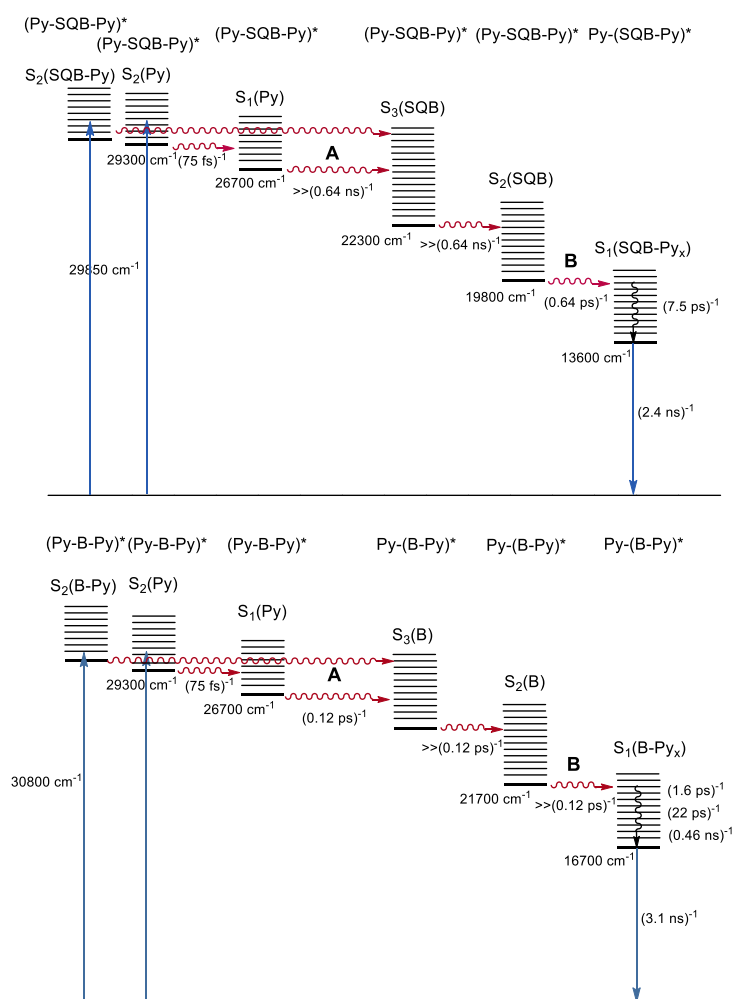 (Py-SQB-Py)*
(Py-SQB-Py)*
(Py-SQB-Py)*
(Py-SQB-Py)*
(Py-SQB-Py)*
Py-(SQB-Py)*
S₂(SQB-Py)
S₂(Py)
S₁(Py)
S₃(SQB)
S₂(SQB)
S₁(SQB-Pyₓ)
29300 cm⁻¹
(75 fs)⁻¹
A
26700 cm⁻¹
>>(0.64 ns)⁻¹
22300 cm⁻¹
>>(0.64 ns)⁻¹
B
29850 cm⁻¹
19800 cm⁻¹
(0.64 ps)⁻¹
(7.5 ps)⁻¹
13600 cm⁻¹
(2.4 ns)⁻¹
(Py-B-Py)*
(Py-B-Py)*
(Py-B-Py)*
Py-(B-Py)*
Py-(B-Py)*
Py-(B-Py)*
S₂(B-Py)
S₂(Py)
S₁(Py)
S₃(B)
S₂(B)
S₁(B-Pyₓ)
29300 cm⁻¹
(75 fs)⁻¹
A
26700 cm⁻¹
(0.12 ps)⁻¹
>>(0.12 ps)⁻¹
B
30800 cm⁻¹
21700 cm⁻¹
>>(0.12 ps)⁻¹
(1.6 ps)⁻¹
(22 ps)⁻¹
(0.46 ns)⁻¹
16700 cm⁻¹
(3.1 ns)⁻¹